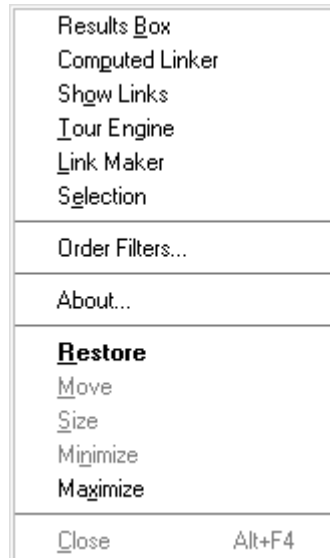 Results Box
Computed Linker
Show Links
Tour Engine
Link Maker
Selection
Order Filters...
About...
Restore
Move
Size
Minimize
Maximize
Close Alt+F4